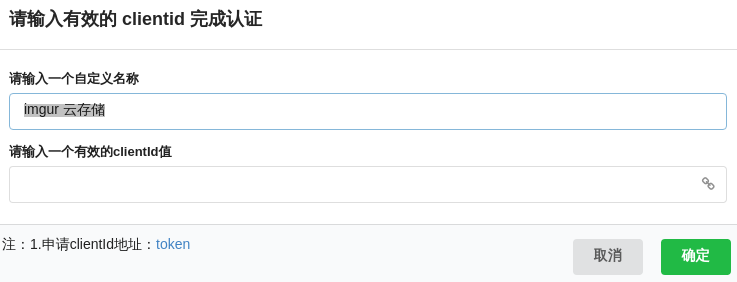 请输入有效的 clientid 完成认证
请输入一个自定义名称
imgur 云存储
请输入一个有效的clientId值
注：1.申请clientId地址：token
取消
确定